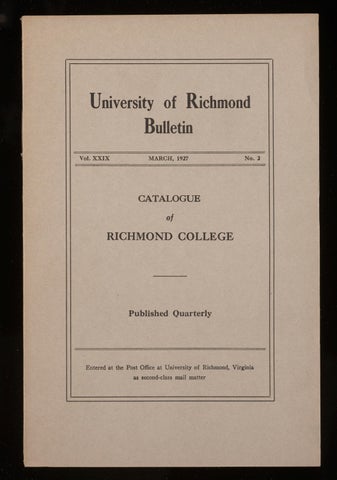 University of Richmond
Bulletin
Vol. XXIX MARCH, 1927 No. 2
CATALOGUE
of
RICHMOND COLLEGE
Published Quarterly
Entered at the Post Office at University of Richmond, Virginia
as second-class mail matter